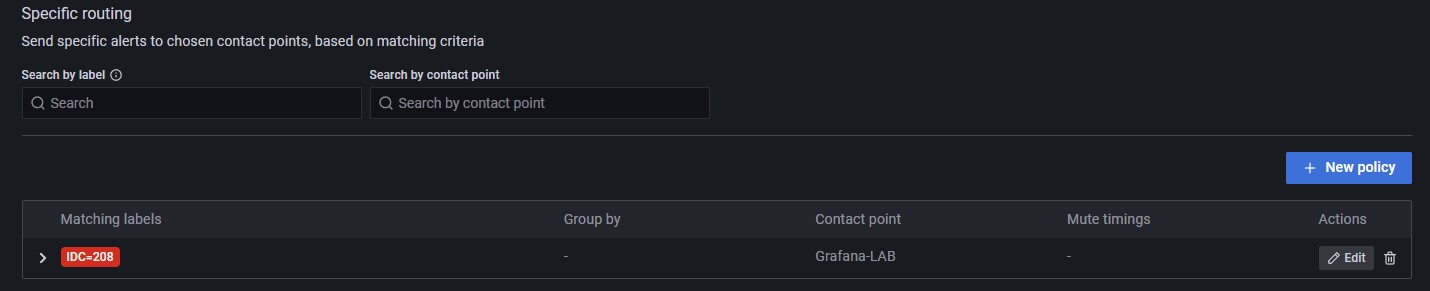 Specific routing
Send specific alerts to chosen contact points, based on matching criteria
Search by label Search by contact point
Search Search by contact point
+ New policy
Matching labels Group by Contact point Mute timings Actions
IDC=208 - Grafana-LAB - Edit